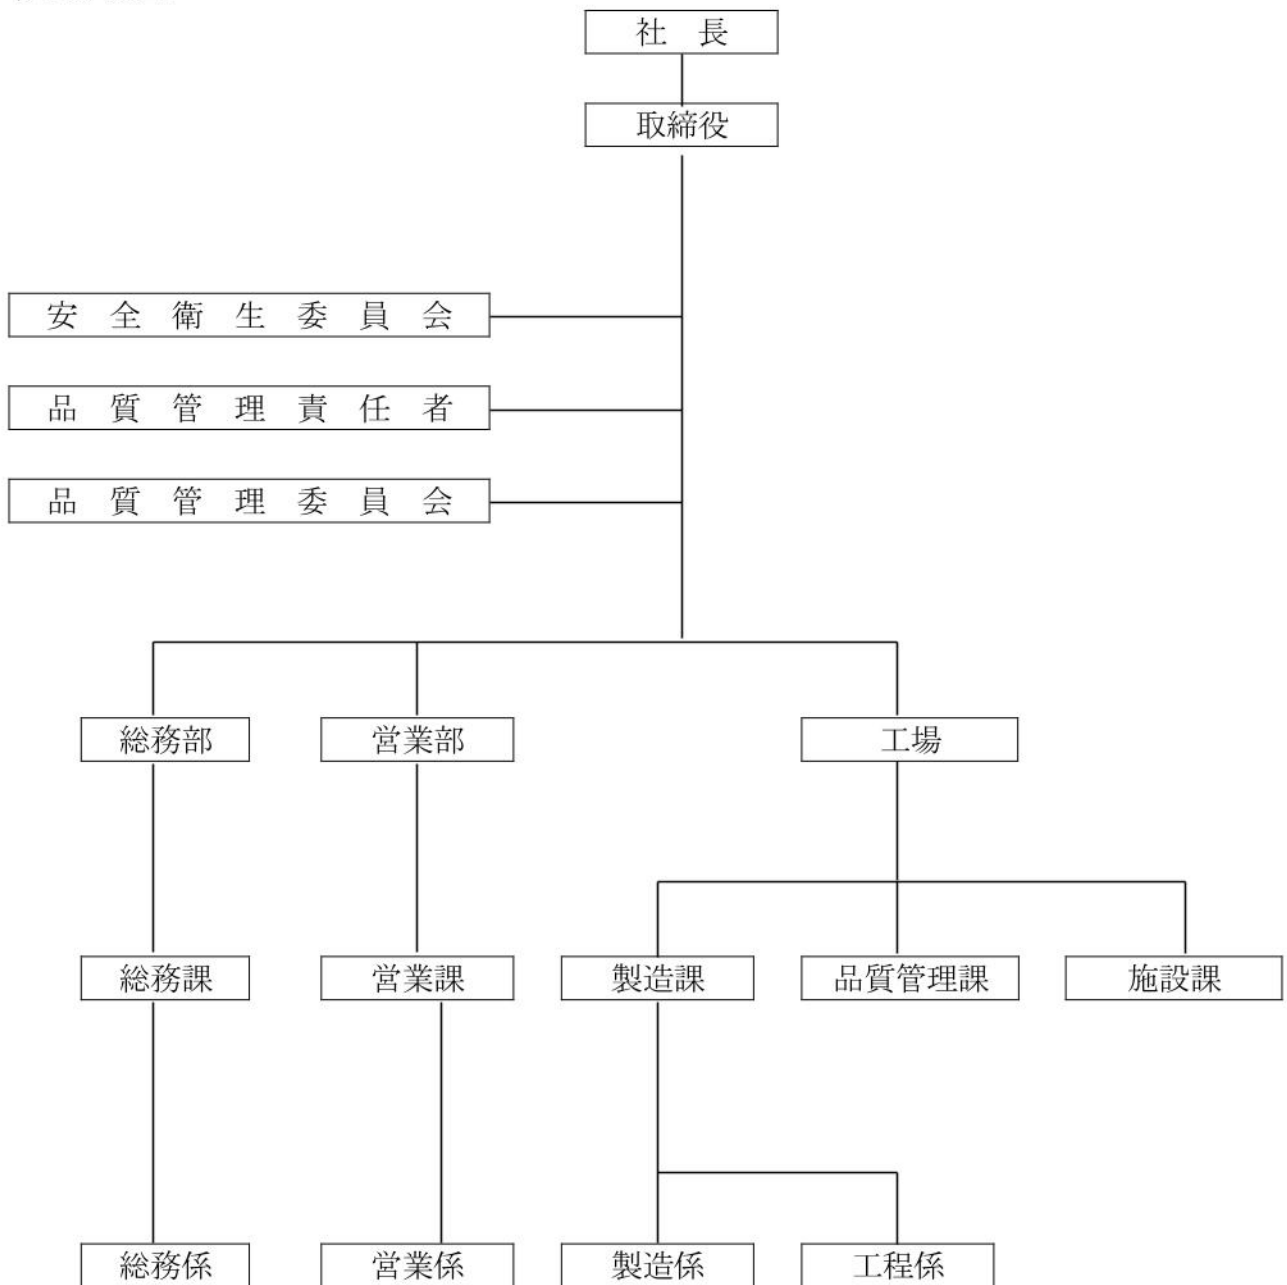 社　長
取締役
安　全　衛　生　委　員　会
品　質　管　理　責　任　者
品　質　管　理　委　員　会
総務部　営業部　工場
総務課　営業課　製造課　品質管理課　施設課
総務係　営業係　製造係　工程係